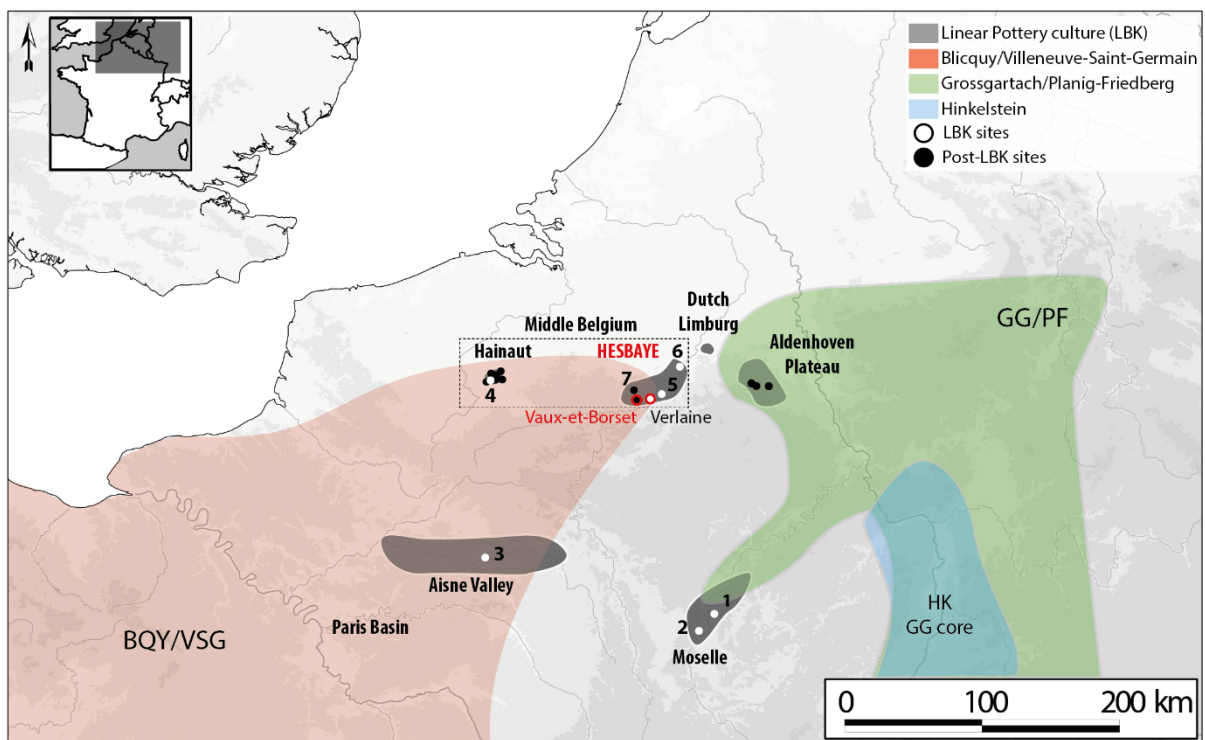 Linear Pottery culture (LBK)
Blicquy/Villeneuve-Saint-Germain
Grossgartach/Planig-Friedberg
Hinkelstein
LBK sites
Post-LBK sites
Dutch
Limburg
GG/PF
Middle Belgium
Hainaut
HESBAYE
6
Aldenhoven
Plateau
7
5
4
Vaux-et-Borset
Verlaine
3
Aisne Valley
1
HK
GG core
Paris Basin
2
BQY/VSG
Moselle
0
100
200 km